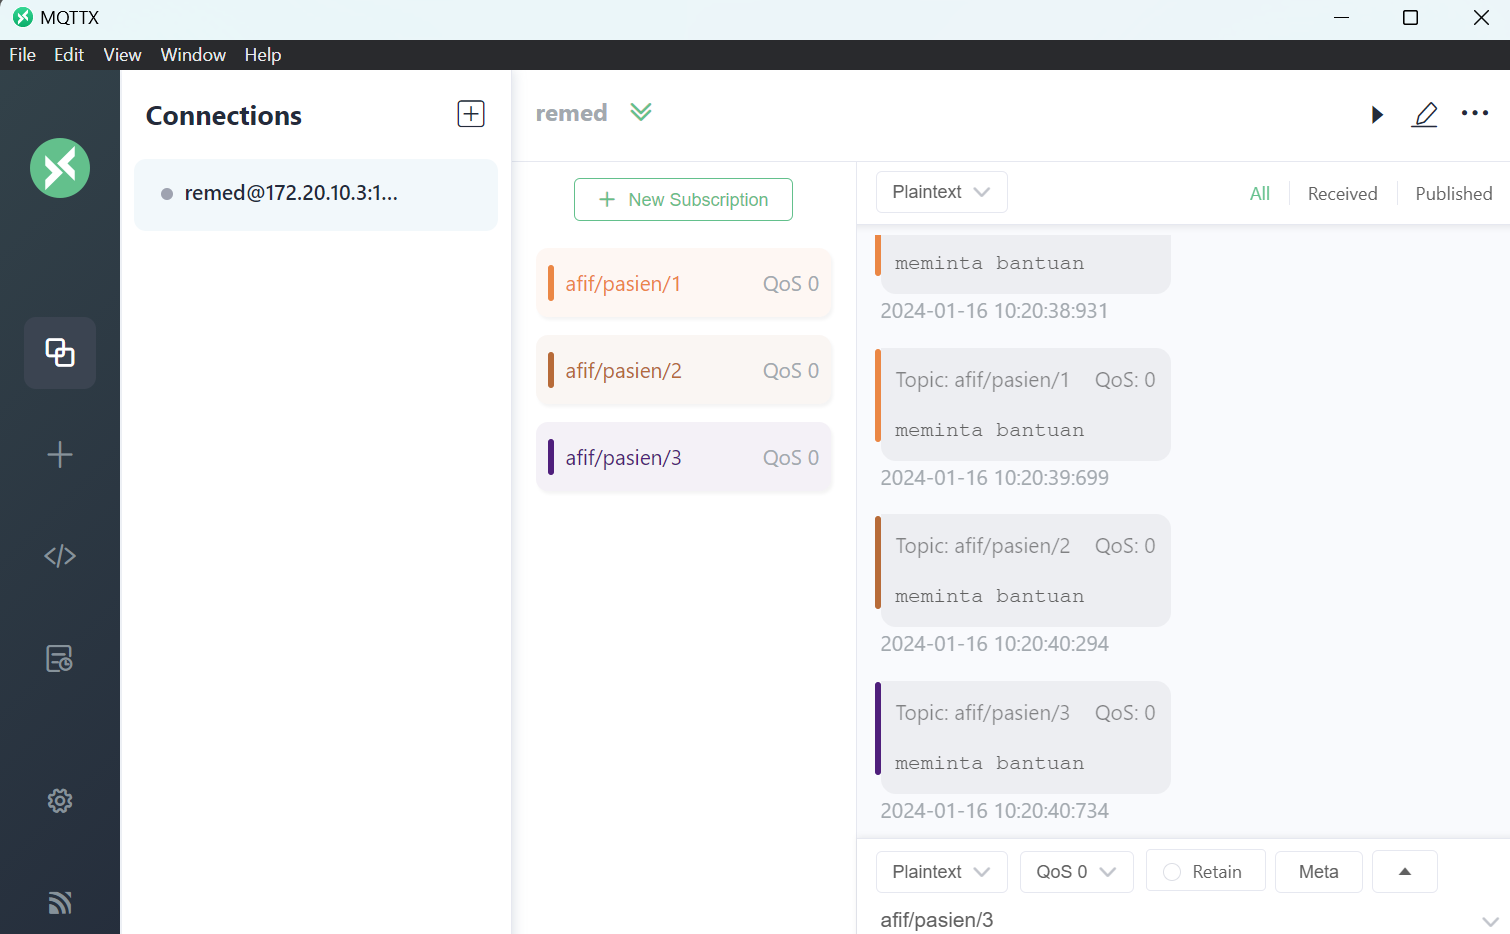 MQTTX
File Edit View Window Help
Connections
remed@172.20.10.3:1...
remed
New Subscription
afif/pasien/1 QoS 0
afif/pasien/2 QoS 0
afif/pasien/3 QoS 0
Plaintext All Received Published
meminta bantuan
2024-01-16 10:20:38:931
Topic: afif/pasien/1 QoS: 0
meminta bantuan
2024-01-16 10:20:39:699
Topic: afif/pasien/2 QoS: 0
meminta bantuan
2024-01-16 10:20:40:294
Topic: afif/pasien/3 QoS: 0
meminta bantuan
2024-01-16 10:20:40:734
Plaintext QoS 0 Retain Meta
afif/pasien/3